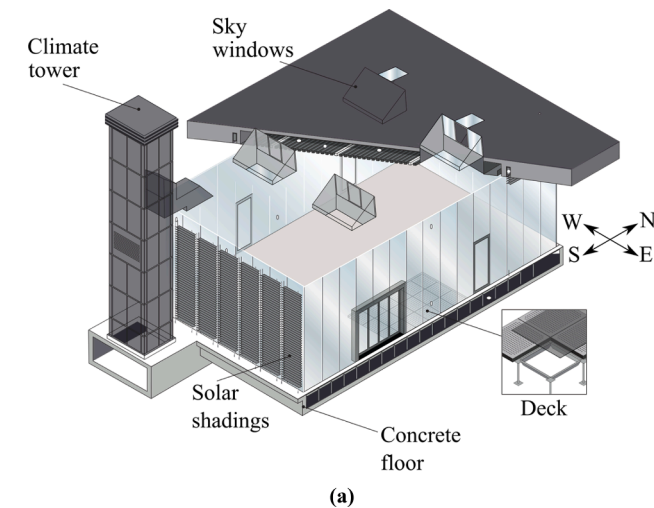 Sky
windows
Climate
tower
W
N
S
E
Solar
shadings
Deck
Concrete
floor
(a)